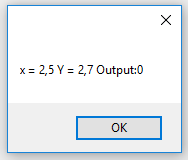 x = 2,5 Y = 2,7 Output:0
OK